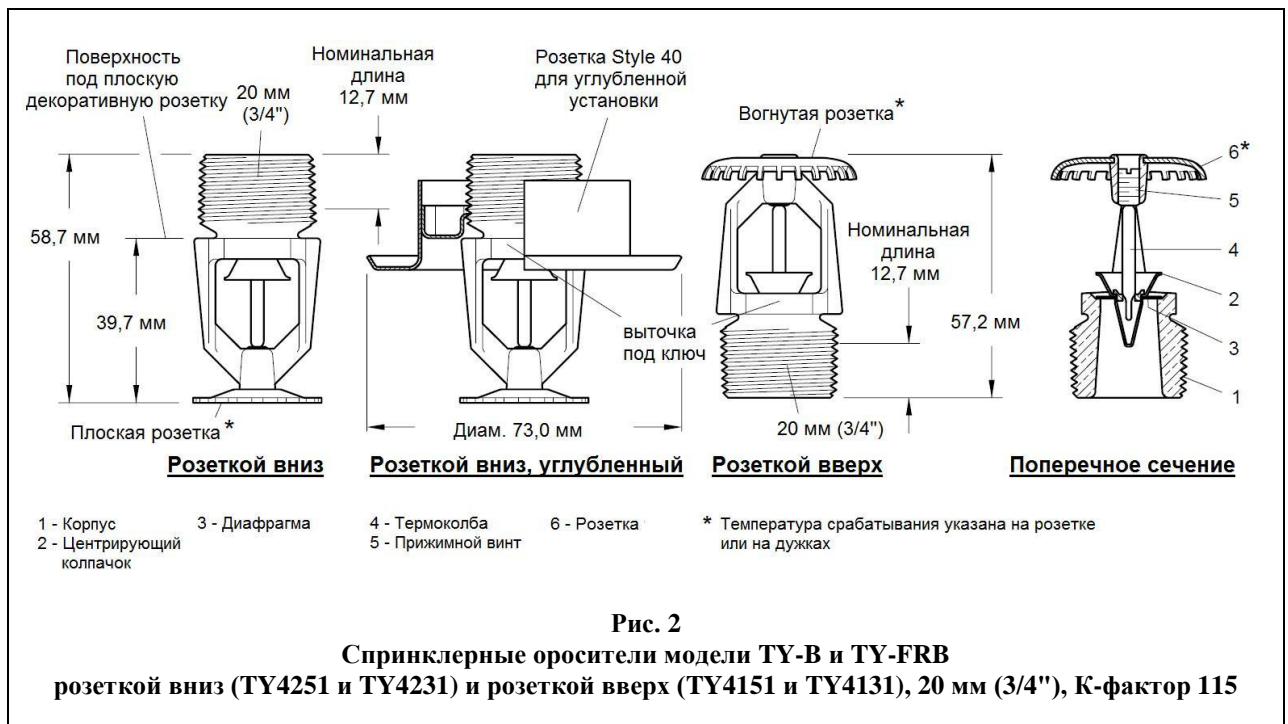 Поверхность
под плоскую
декоративную розетку
20 мм
(3/4")
Номинальная
длина
12,7 мм
Розетка Style 40
для углубленной
установки
Вогнутая розетка*
58,7 мм
39,7 мм
Плоская розетка*
выточка
под ключ
Диам. 73,0 мм
Номинальная
длина
12,7 мм
57,2 мм
20 мм (3/4")
6*
5
4
2
3
1
Розеткой вниз
Розеткой вниз, углубленный
Розеткой вверх
Поперечное сечение
1 - Корпус
2 - Центрирующий
колпачок
3 - Диафрагма
4 - Термоколба
5 - Прижимной винт
6 - Розетка
* Температура срабатывания указана на розетке
или на дужках
Рис. 2
Спринклерные оросители модели TY-B и TY-FRB
розеткой вниз (TY4251 и TY4231) и розеткой вверх (TY4151 и TY4131), 20 мм (3/4"), К-фактор 115